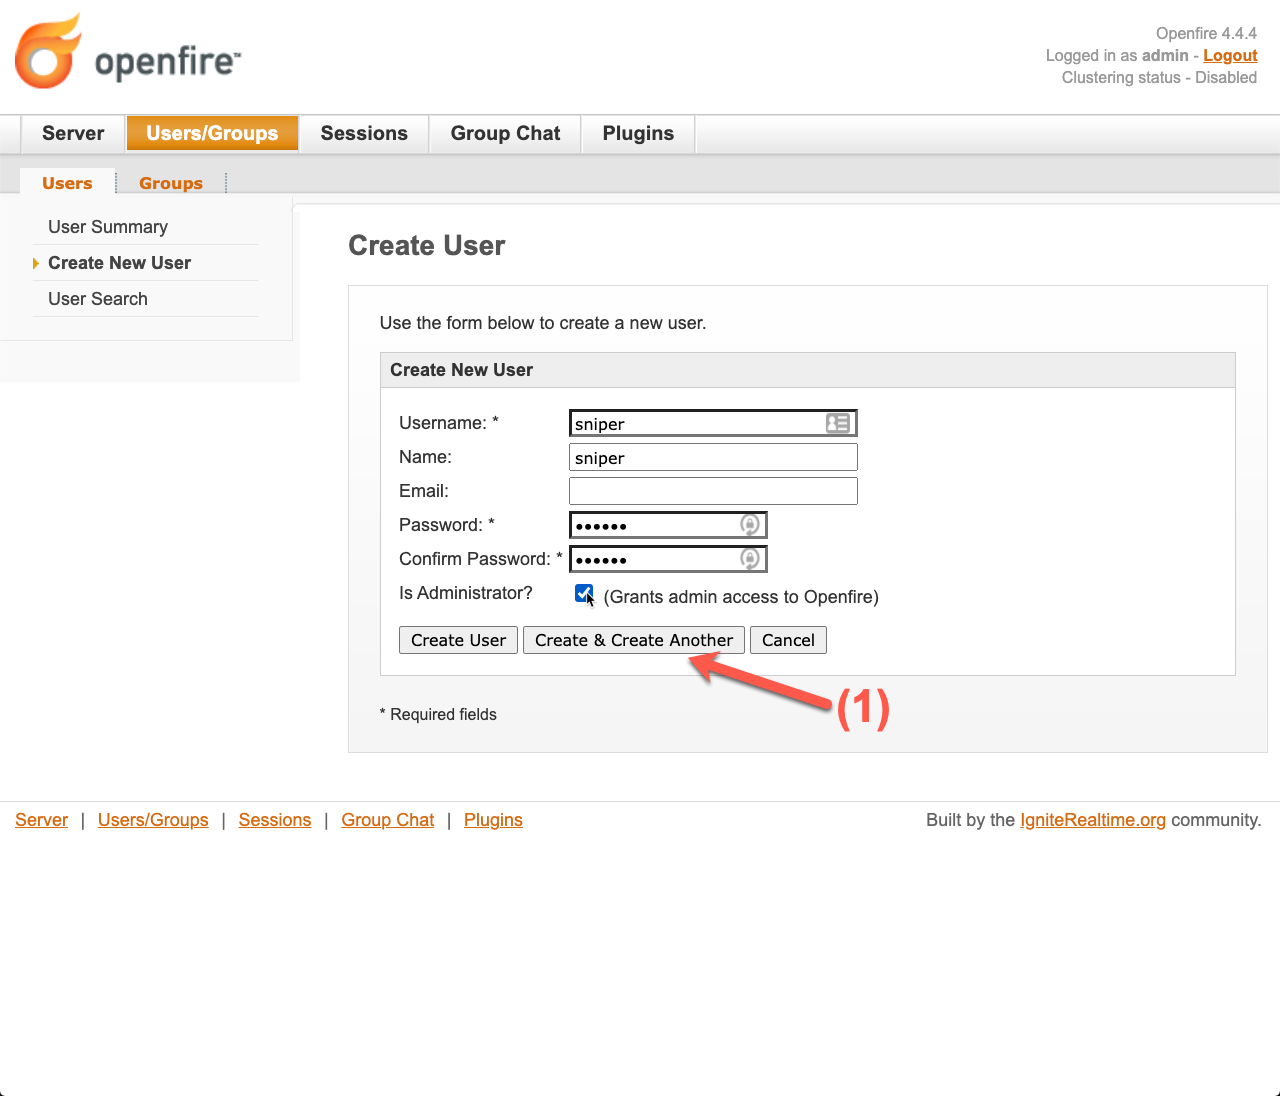 openfire™
Openfire 4.4.4
Logged in as admin - Logout
Clustering status - Disabled
Server Users/Groups Sessions Group Chat Plugins
Users Groups
User Summary
Create New User
User Search
Create User
Use the form below to create a new user.
Create New User
Username: * sniper
Name: sniper
Email:
Password: * ••••••
Confirm Password: * ••••••
Is Administrator? (Grants admin access to Openfire)
Create User Create & Create Another Cancel
(1)
* Required fields
Server | Users/Groups | Sessions | Group Chat | Plugins
Built by the IgniteRealtime.org community.